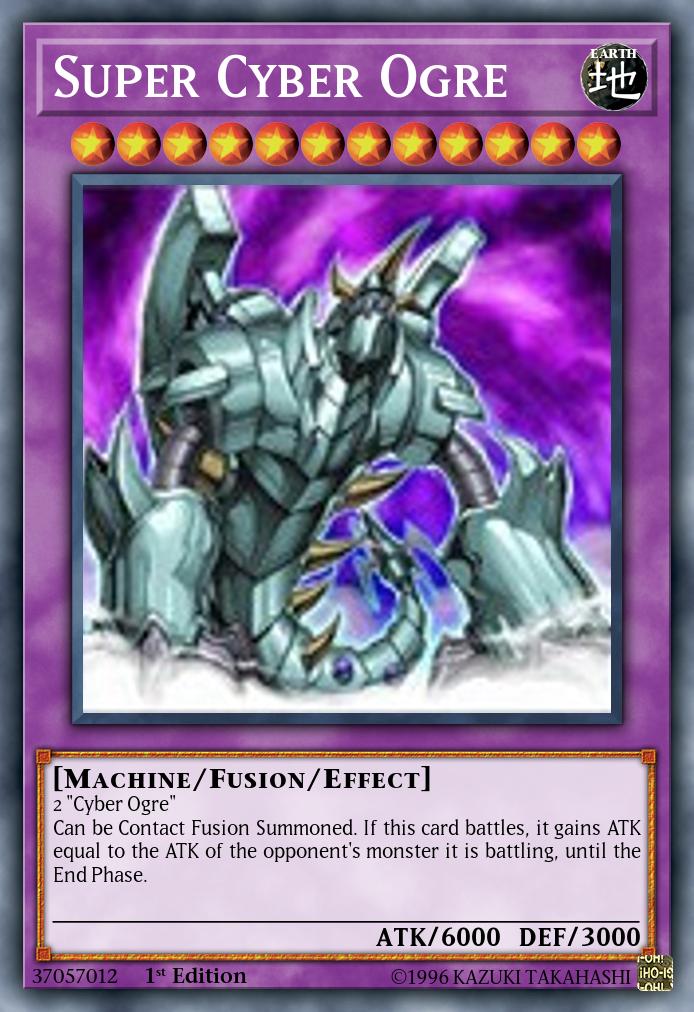 Super Cyber Ogre
EARTH
地
[Machine/Fusion/Effect]
2 "Cyber Ogre"
Can be Contact Fusion Summoned. If this card battles, it gains ATK
equal to the ATK of the opponent's monster it is battling, until the
End Phase.
ATK/6000 DEF/3000
37057012 1st Edition ©1996 KAZUKI TAKAHASHI